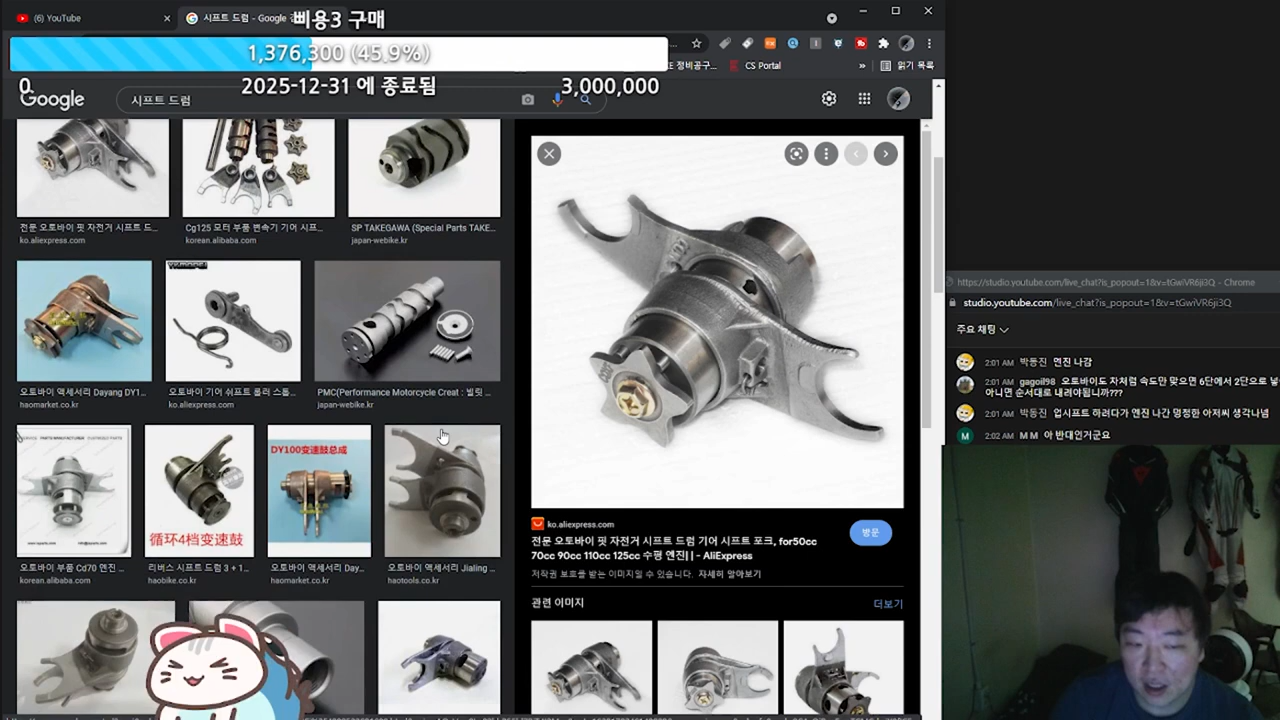 (6) YouTube
시프트 드럼 - Google
삐용3 구매
1,376,300 (45.9%)
정비공구...
CS Portal
»
읽기 목록
0
2025-12-31 에 종료됨
3,000,000
Google
시프트 드럼
전문 오토바이 핏 자전거 시프트 드...
ko.aliexpress.com
Cg125 모터 부품 변속기 기어 시프...
korean.alibaba.com
SP TAKEGAWA (Special Parts TAKE...
japan-webike.kr
오토바이 액세서리 Dayang DY1...
haomarket.co.kr
오토바이 기어 쉬프트 롤러 스톱...
ko.aliexpress.com
PMC(Performance Motorcycle Creat : 빌릿 ...
japan-webike.kr
DY100变速鼓总成
循环4档变速鼓
오토바이 부품 Cd70 엔진 ...
korean.alibaba.com
리버스 시프트 드럼 3 + 1...
haobike.co.kr
오토바이 액세서리 Day...
haomarket.co.kr
오토바이 액세서리 Jialing ...
haotools.co.kr
ko.aliexpress.com
전문 오토바이 핏 자전거 시프트 드럼 기어 시프트 포크, for50cc
70cc 90cc 110cc 125cc 수평 엔진| | - AliExpress
저작권 보호를 받는 이미지일 수 있습니다. 자세히 알아보기
방문
관련 이미지
더보기
https://studio.youtube.com/live_chat?is_popout=1&v=tGwiVR6ji3Q - Chrome
studio.youtube.com/live_chat?is_popout=1&v=tGwiVR6ji3Q
주요 채팅
2:01 AM 박동진 엔진 나감
2:01 AM gagoil98 오토바이도 자처럼 속도만 맞으면 6단에서 2단으로 넣
아니면 순서대로 내려야됩니까???
2:01 AM 박동진 업시프트 하려다가 엔진 나간 멍청한 아저씨 생각나넴
M 2:02 AM M M 아 반대인거군요